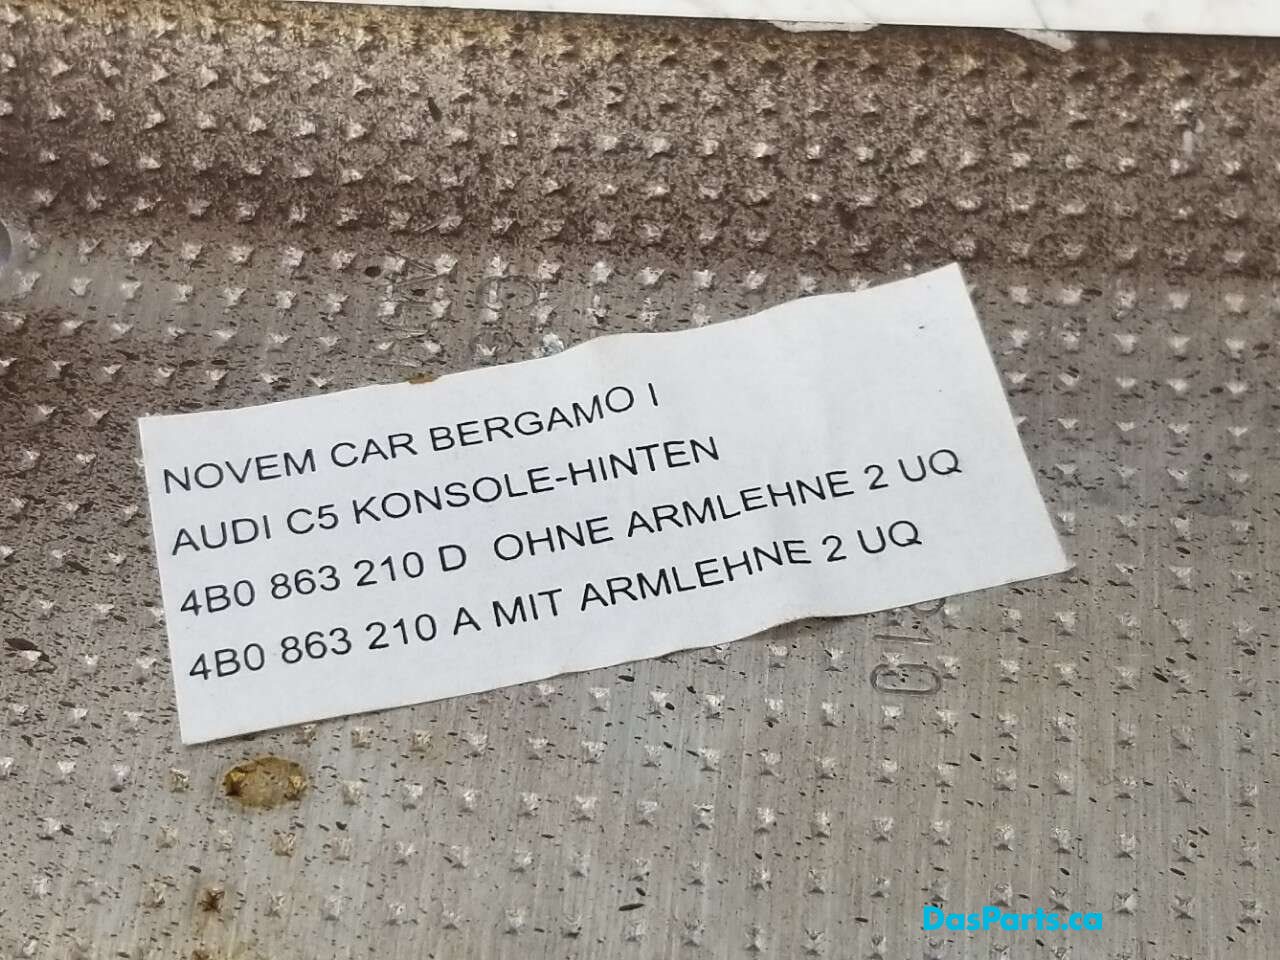 NOVEM CAR BERGAMO I
AUDI C5 KONSOLE-HINTEN
4B0 863 210 D OHNE ARMLEHNE 2 UQ
4B0 863 210 A MIT ARMLEHNE 2 UQ
DasParts.ca